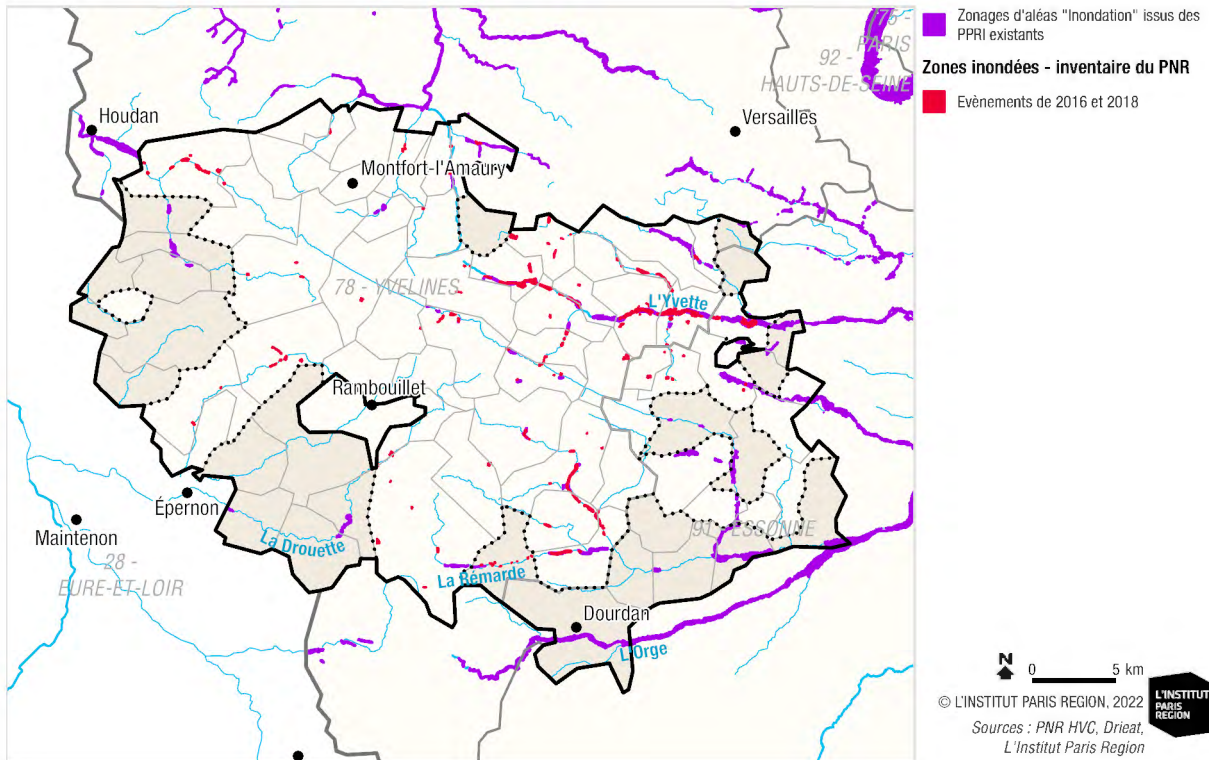 Zonages d'aléas "Inondation" issus des
PPRI existants
Zones inondées - inventaire du PNR
Evènements de 2016 et 2018
75 -
PARIS
92 -
HAUTS-DE-SEINE
Houdan
Versailles
Montfort-l'Amaury
78 - YVELINES
L'Yvette
Rambouillet
Épernon
Maintenon
28 -
EURE-ET-LOIR
La Drouette
91 - ESSONNE
La Rémarde
Dourdan
L'Orge
N
0 5 km
© L'INSTITUT PARIS REGION, 2022
Sources : PNR HVC, Drieat,
L'Institut Paris Region
L'INSTITUT
PARIS
REGION